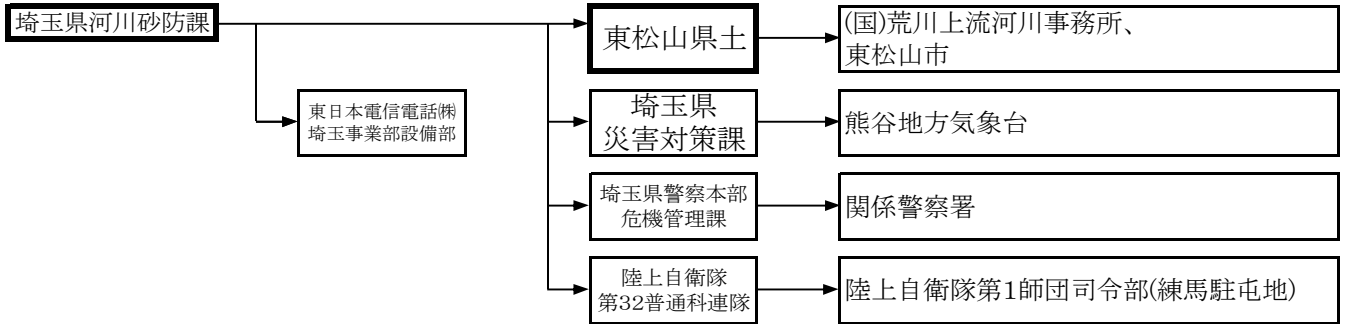 埼玉県河川砂防課
東松山県土
(国)荒川上流河川事務所、
東松山市
東日本電信電話㈱
埼玉事業部設備部
埼玉県
災害対策課
熊谷地方気象台
埼玉県警察本部
危機管理課
関係警察署
陸上自衛隊
第32普通科連隊
陸上自衛隊第1師団司令部(練馬駐屯地)